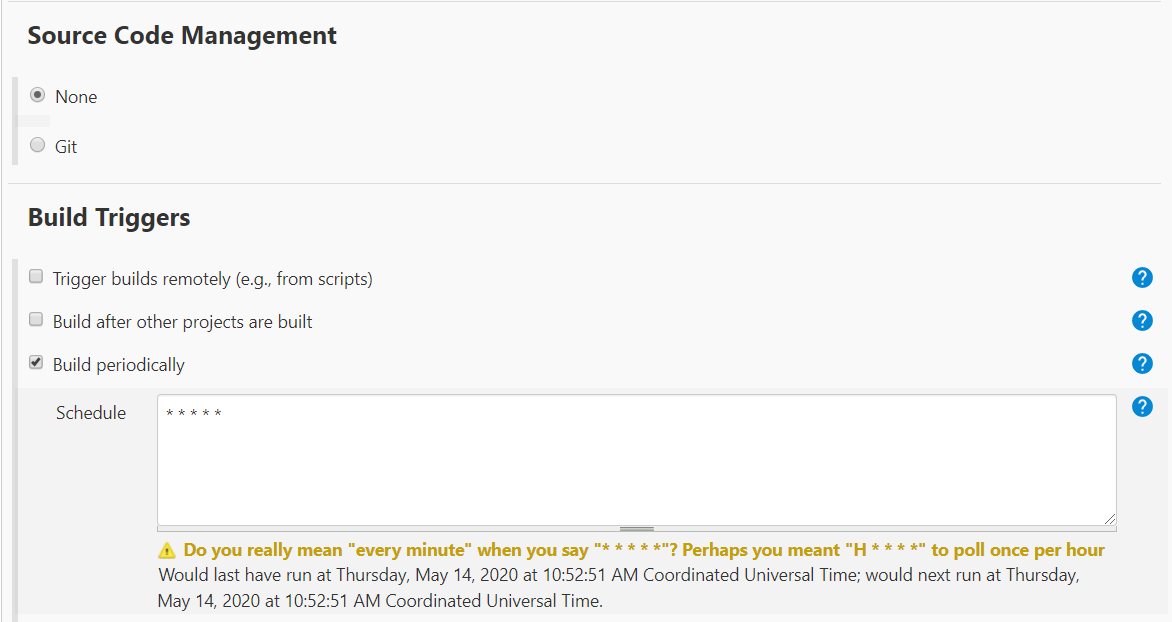 Source Code Management
None
Git
Build Triggers
Trigger builds remotely (e.g., from scripts)
?
Build after other projects are built
?
Build periodically
?
Schedule
* * * * *
?
Do you really mean "every minute" when you say "* * * * *"? Perhaps you meant "H * * * *" to poll once per hour
Would last have run at Thursday, May 14, 2020 at 10:52:51 AM Coordinated Universal Time; would next run at Thursday,
May 14, 2020 at 10:52:51 AM Coordinated Universal Time.